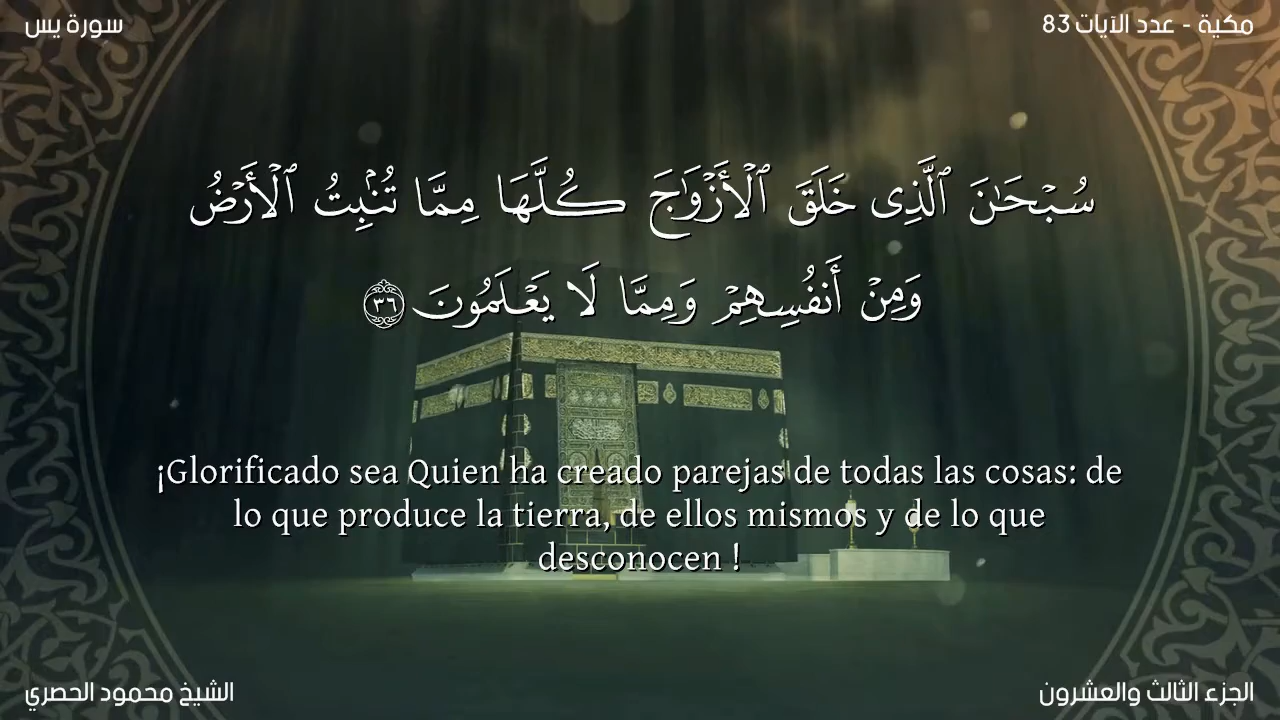 سورة يس
مكية - عدد الآيات 83
سُبْحَٰنَ ٱلَّذِى خَلَقَ ٱلْأَزْوَٰجَ كُلَّهَا مِمَّا تُنۢبِتُ ٱلْأَرْضُ
وَمِنْ أَنفُسِهِمْ وَمِمَّا لَا يَعْلَمُونَ ٣٦
¡Glorificado sea Quien ha creado parejas de todas las cosas: de
lo que produce la tierra, de ellos mismos y de lo que
desconocen !
الشيخ محمود الحصري
الجزء الثالث والعشرون